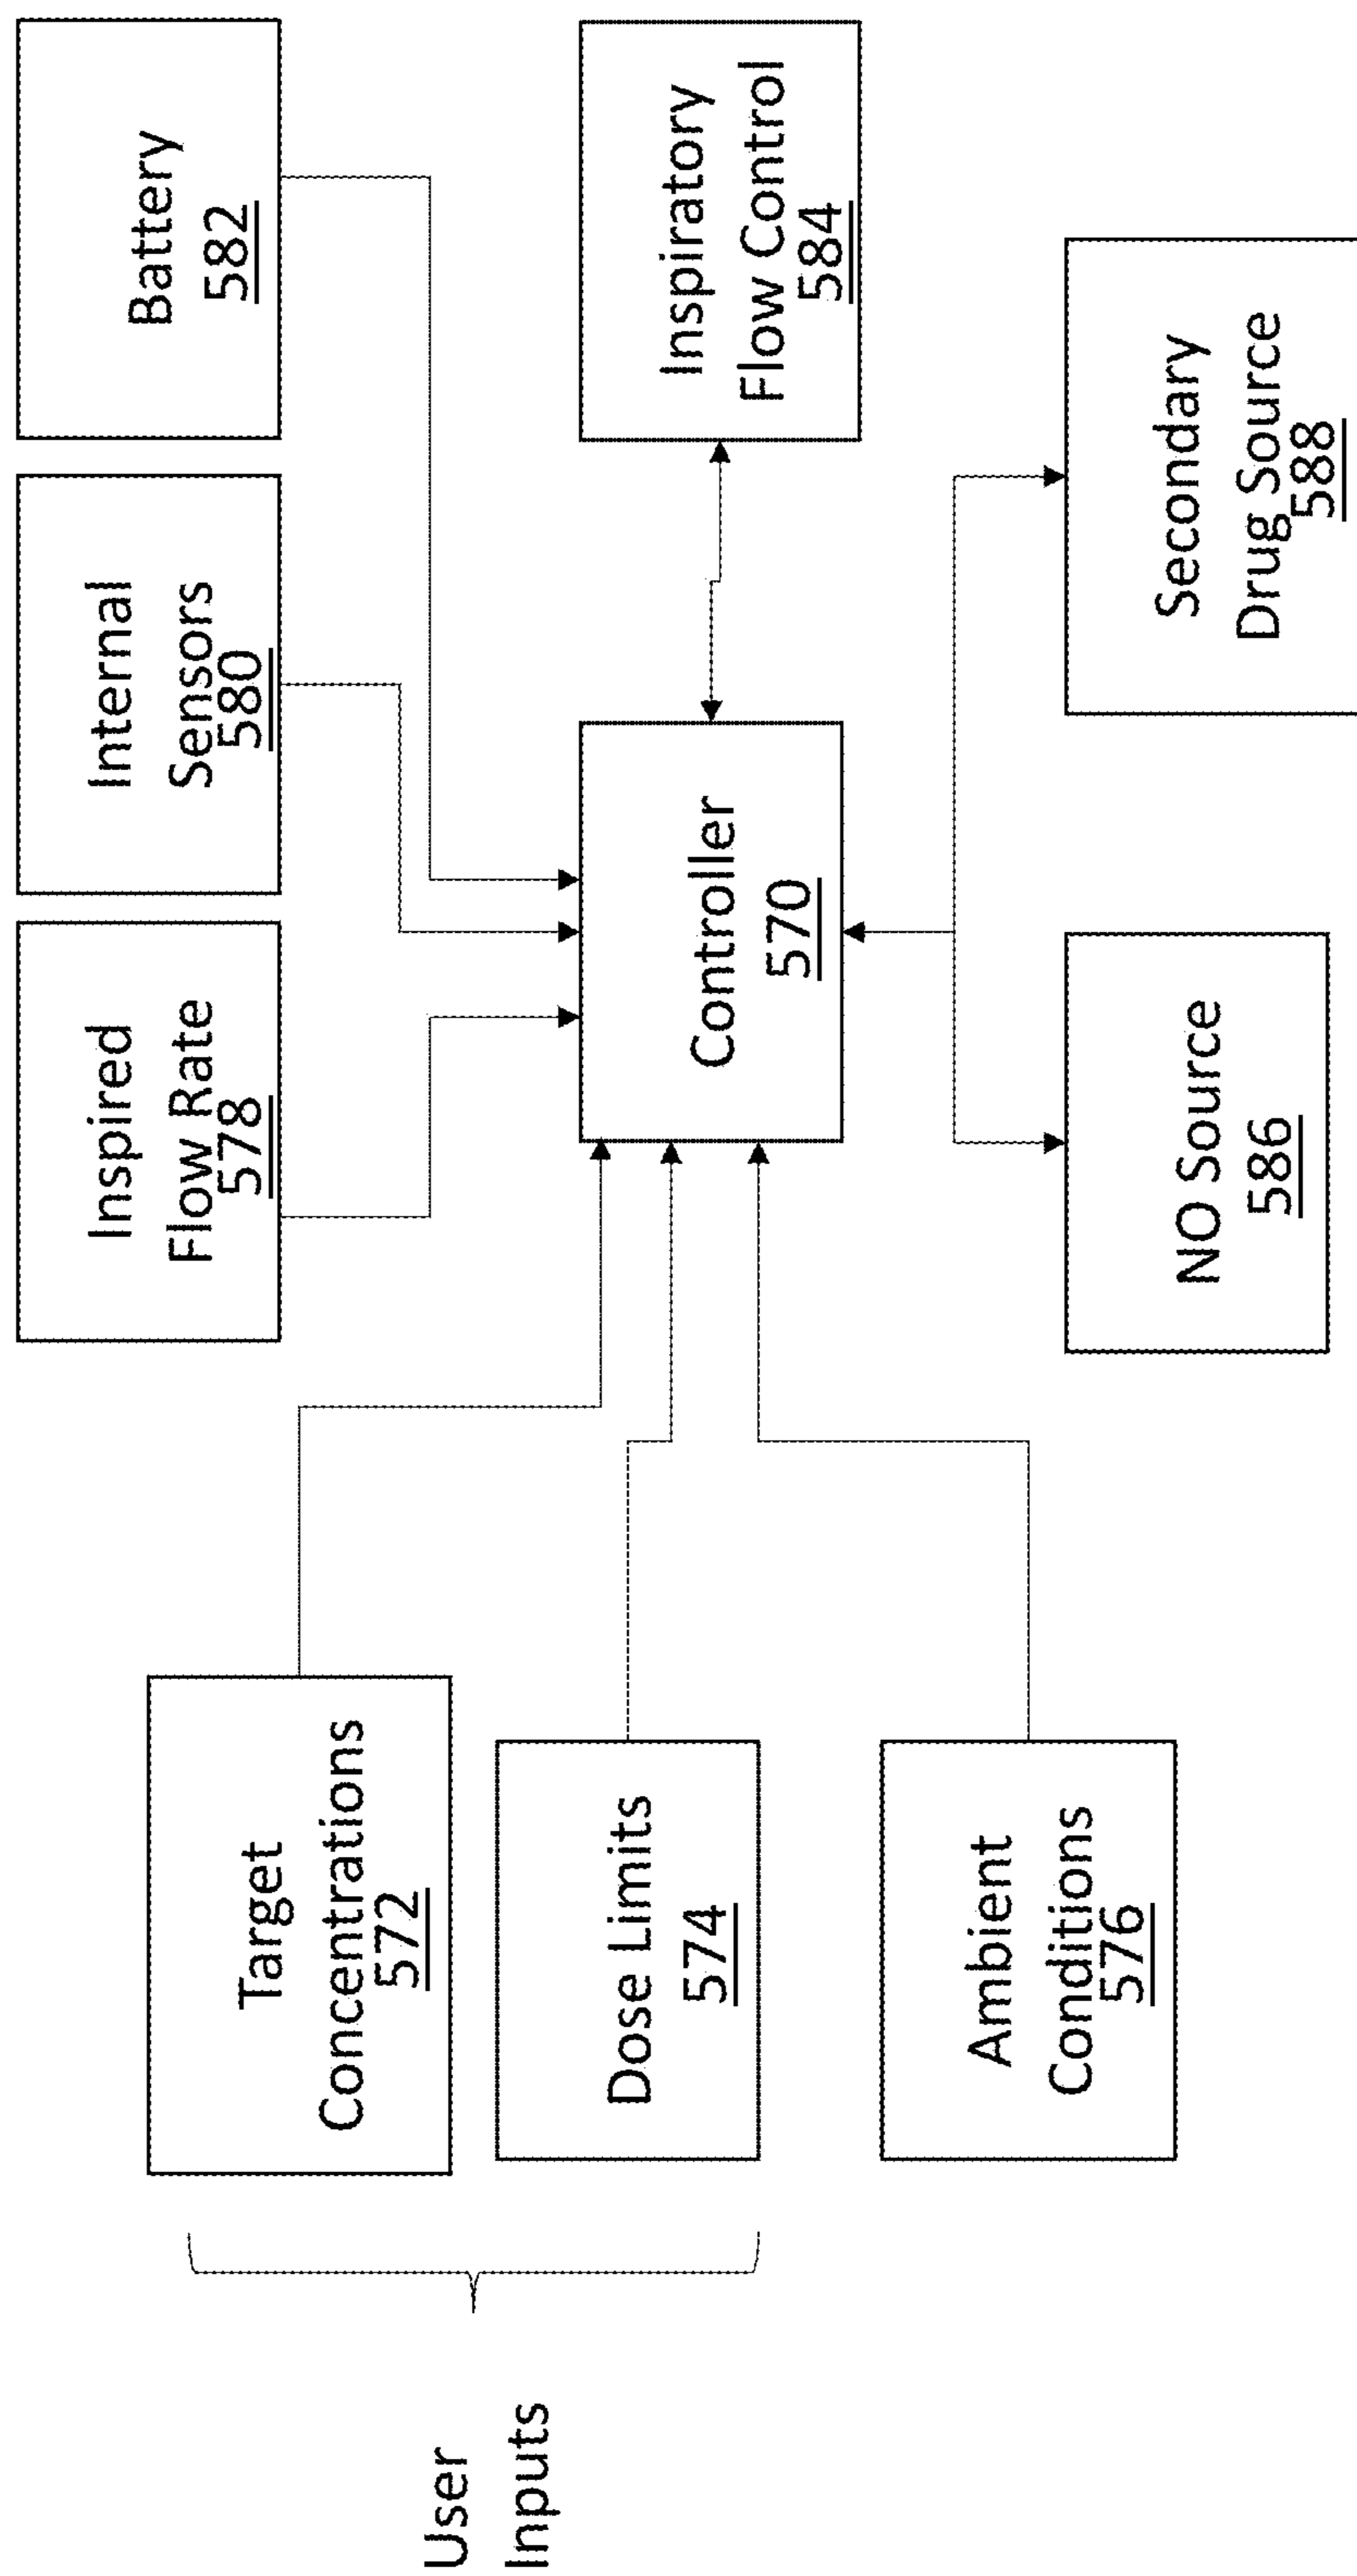 Inspired
Flow Rate
578
Internal
Sensors
580
Battery
582
User
Inputs
Target
Concentrations
572
Dose Limits
574
Ambient
Conditions
576
Controller
570
Inspiratory
Flow Control
584
NO Source
586
Secondary
Drug Source
588